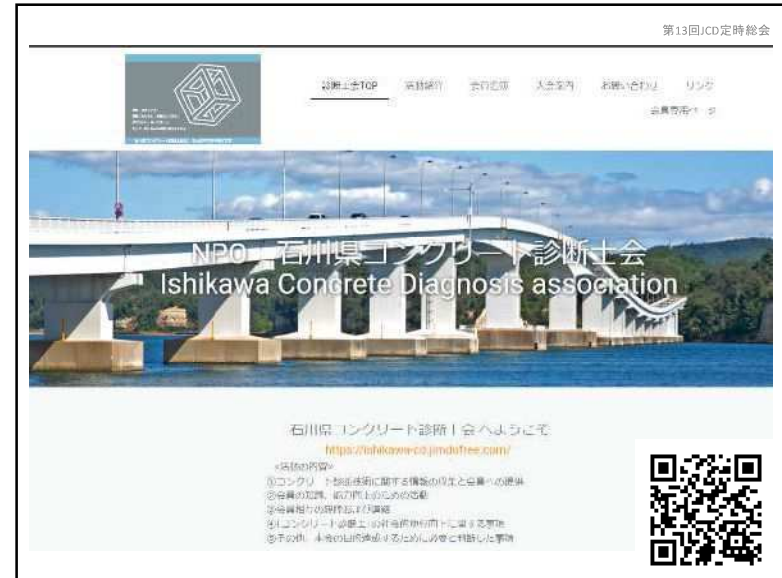 第13回JCD定時総会
診断士会TOP 活動紹介 会員名簿 入会案内 お問い合わせ リンク
会員専用ページ
NPO 石川県コンクリート診断士会
Ishikawa Concrete Diagnosis association
石川県コンクリート診断士会へようこそ
https://ishikawa-cd.jimdofree.com/
<活動の内容>
①コンクリート診断技術に関する情報の収集と会員への提供
②会員の知識、能力向上のための活動
③会員相互の親睦および連絡
④「コンクリート診断士」の社会的地位向上に関する事項
⑤その他、本会の目的達成するために必要と判断した事項